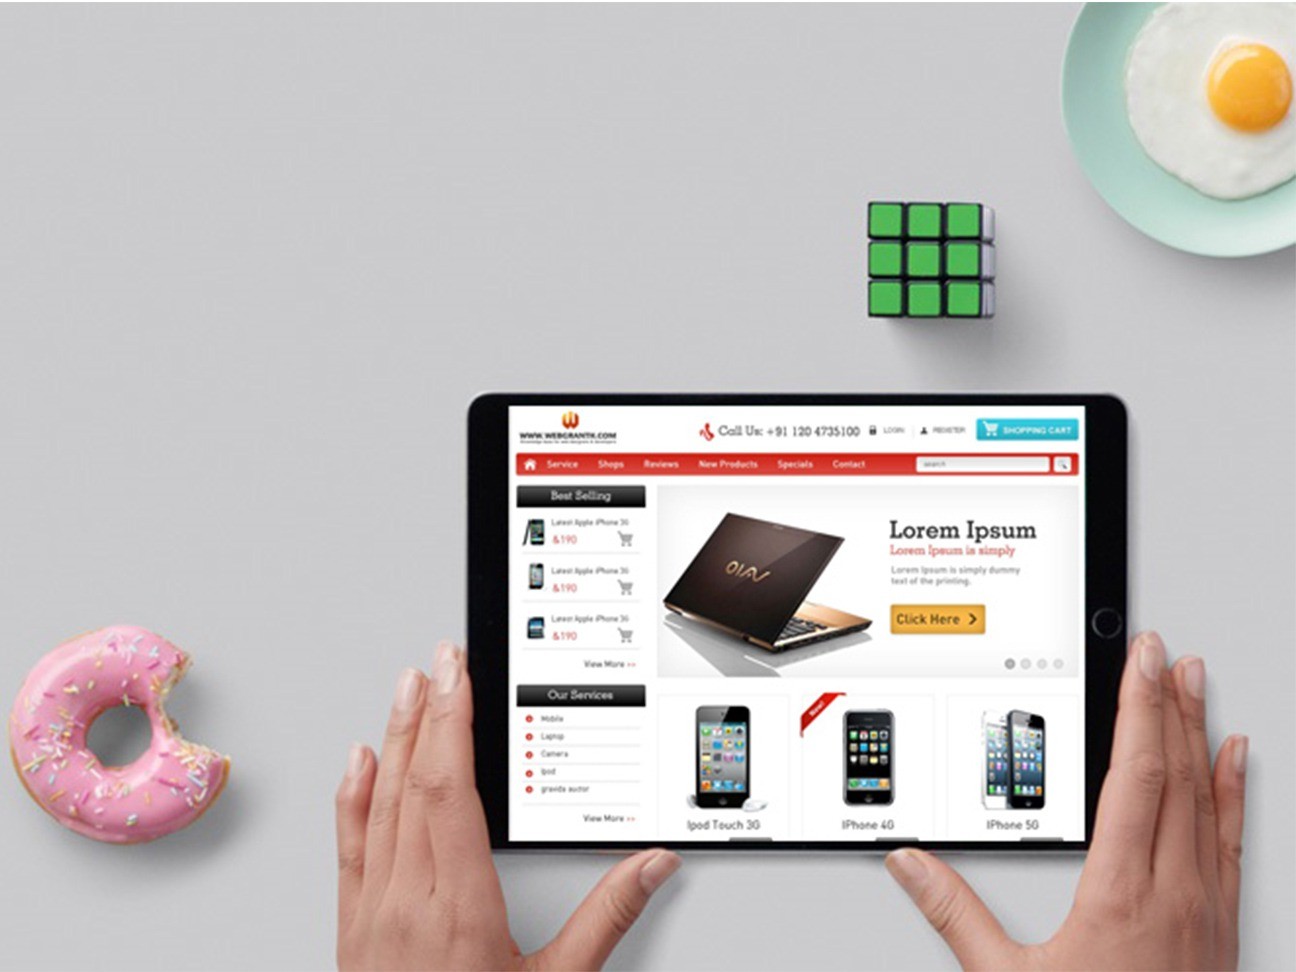 WWW.WEBGRANTH.COM
Call Us: +91 120 4735100
LOGIN
REGISTER
SHOPPING CART
Service
Shops
Reviews
New Products
Specials
Contact
search
Best Selling
Latest Apple iPhone 3G
&190
Latest Apple iPhone 3G
&190
Latest Apple iPhone 3G
&190
View More >>
Our Services
Mobile
Laptop
Camera
Ipod
gravida auctor
View More >>
VAIO
Lorem Ipsum
Lorem Ipsum is simply
Lorem Ipsum is simply dummy
text of the printing.
Click Here
Ipod Touch 3G
New!
IPhone 4G
IPhone 5G